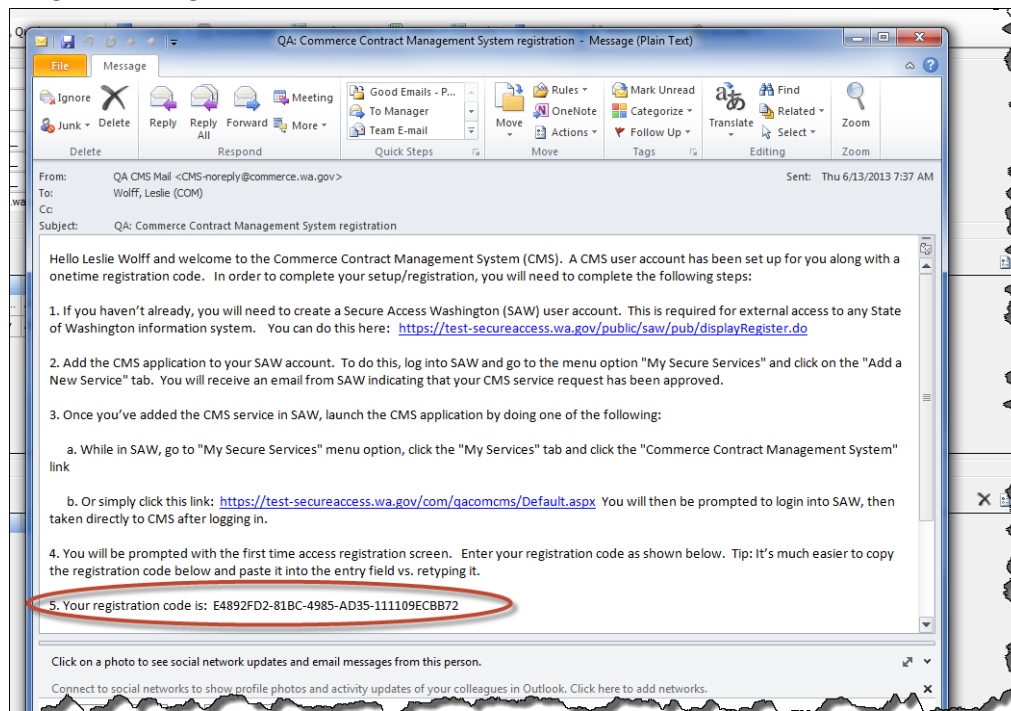 QA: Commerce Contract Management System registration - Message (Plain Text)
File Message
Ignore
Junk
Delete
Reply
Reply All
Forward
Meeting
More
Good Emails - P...
To Manager
Team E-mail
Move
Rules
OneNote
Actions
Mark Unread
Categorize
Follow Up
Translate
Find
Related
Select
Zoom
Delete Respond Quick Steps Move Tags Editing Zoom
From: QA CMS Mail <CMS-noreply@commerce.wa.gov> Sent: Thu 6/13/2013 7:37 AM
To: Wolff, Leslie (COM)
Cc:
Subject: QA: Commerce Contract Management System registration
Hello Leslie Wolff and welcome to the Commerce Contract Management System (CMS). A CMS user account has been set up for you along with a
onetime registration code. In order to complete your setup/registration, you will need to complete the following steps:
1. If you haven't already, you will need to create a Secure Access Washington (SAW) user account. This is required for external access to any State
of Washington information system. You can do this here: https://test-secureaccess.wa.gov/public/saw/pub/displayRegister.do
2. Add the CMS application to your SAW account. To do this, log into SAW and go to the menu option "My Secure Services" and click on the "Add a
New Service" tab. You will receive an email from SAW indicating that your CMS service request has been approved.
3. Once you've added the CMS service in SAW, launch the CMS application by doing one of the following:
a. While in SAW, go to "My Secure Services" menu option, click the "My Services" tab and click the "Commerce Contract Management System"
link
b. Or simply click this link: https://test-secureaccess.wa.gov/com/qacomcms/Default.aspx You will then be prompted to login into SAW, then
taken directly to CMS after logging in.
4. You will be prompted with the first time access registration screen. Enter your registration code as shown below. Tip: It's much easier to copy
the registration code below and paste it into the entry field vs. retyping it.
5. Your registration code is: E4892FD2-81BC-4985-AD35-111109ECBB72
Click on a photo to see social network updates and email messages from this person.
Connect to social networks to show profile photos and activity updates of your colleagues in Outlook. Click here to add networks.